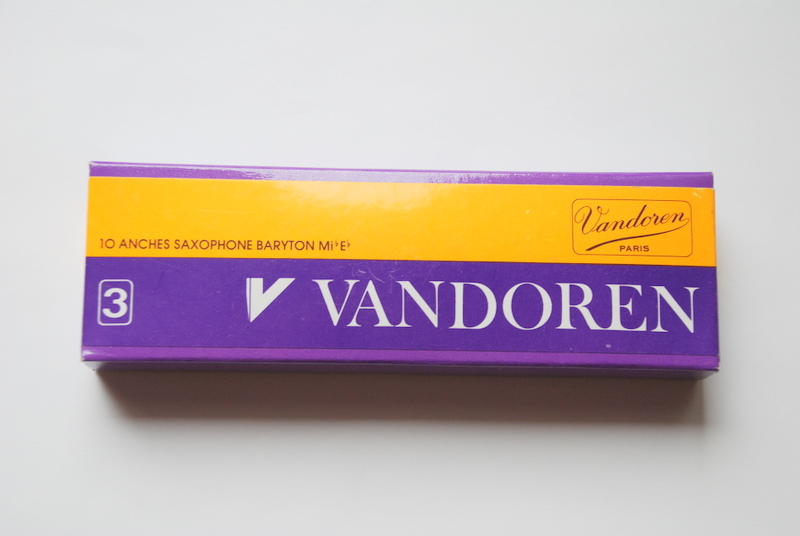 Vandoren
PARIS
10 ANCHES SAXOPHONE BARYTON Mi♭E♭
3
VANDOREN